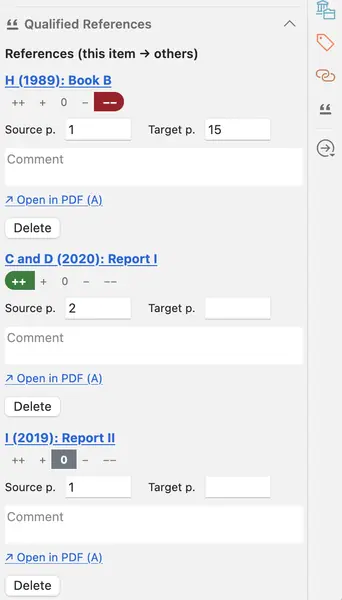 Qualified References
References (this item → others)
H (1989): Book B
++ + 0 − −−
Source p. 1 Target p. 15
Comment
↗ Open in PDF (A)
Delete
C and D (2020): Report I
++ + 0 − −−
Source p. 2 Target p.
Comment
↗ Open in PDF (A)
Delete
I (2019): Report II
++ + 0 − −−
Source p. 1 Target p.
Comment
↗ Open in PDF (A)
Delete